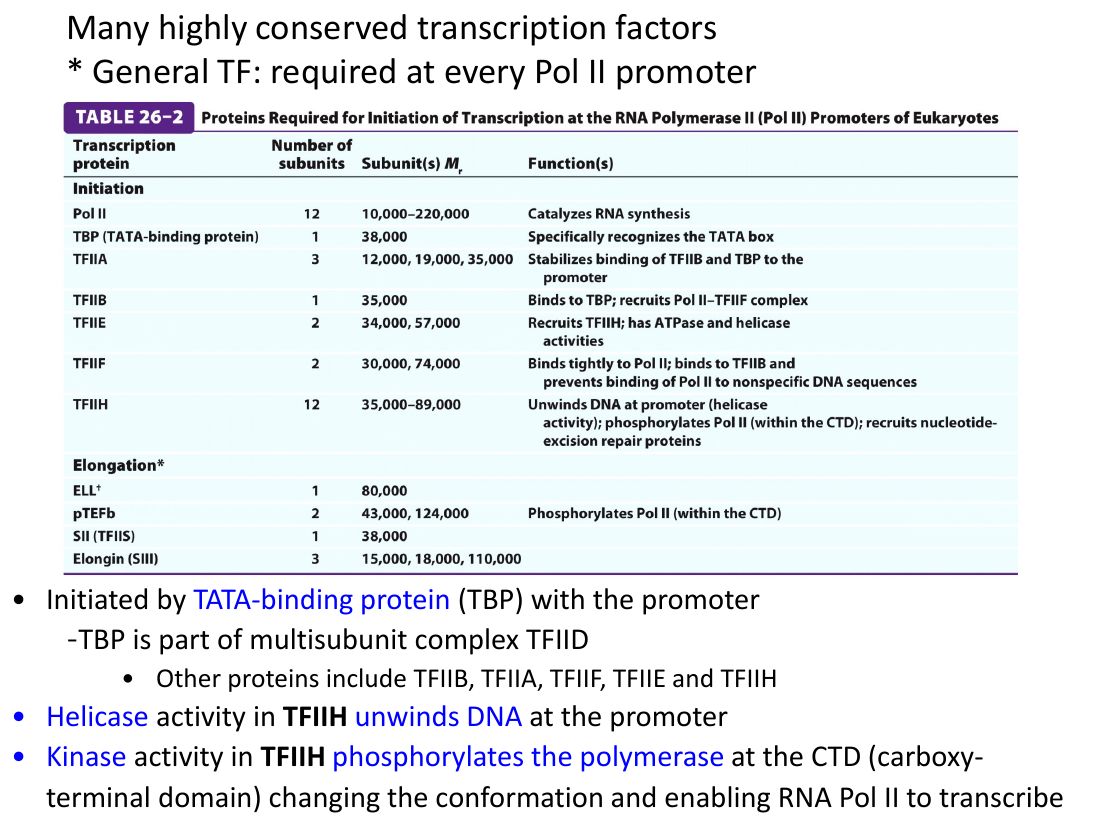 Many highly conserved transcription factors
* General TF: required at every Pol II promoter
TABLE 26–2 Proteins Required for Initiation of Transcription at the RNA Polymerase II (Pol II) Promoters of Eukaryotes
Transcription protein Number of subunits Subunit(s) Mr Function(s)
Initiation
Pol II 12 10,000–220,000 Catalyzes RNA synthesis
TBP (TATA-binding protein) 1 38,000 Specifically recognizes the TATA box
TFIIA 3 12,000, 19,000, 35,000 Stabilizes binding of TFIIB and TBP to the
promoter
TFIIB 1 35,000 Binds to TBP; recruits Pol II–TFIIF complex
TFIIE 2 34,000, 57,000 Recruits TFIIH; has ATPase and helicase
activities
TFIIF 2 30,000, 74,000 Binds tightly to Pol II; binds to TFIIB and
prevents binding of Pol II to nonspecific DNA sequences
TFIIH 12 35,000–89,000 Unwinds DNA at promoter (helicase
activity); phosphorylates Pol II (within the CTD); recruits nucleotide-
excision repair proteins
Elongation*
ELL† 1 80,000
pTEFb 2 43,000, 124,000 Phosphorylates Pol II (within the CTD)
SII (TFIIS) 1 38,000
Elongin (SIII) 3 15,000, 18,000, 110,000
• Initiated by TATA-binding protein (TBP) with the promoter
-TBP is part of multisubunit complex TFIID
• Other proteins include TFIIB, TFIIA, TFIIF, TFIIE and TFIIH
• Helicase activity in TFIIH unwinds DNA at the promoter
• Kinase activity in TFIIH phosphorylates the polymerase at the CTD (carboxy-
terminal domain) changing the conformation and enabling RNA Pol II to transcribe